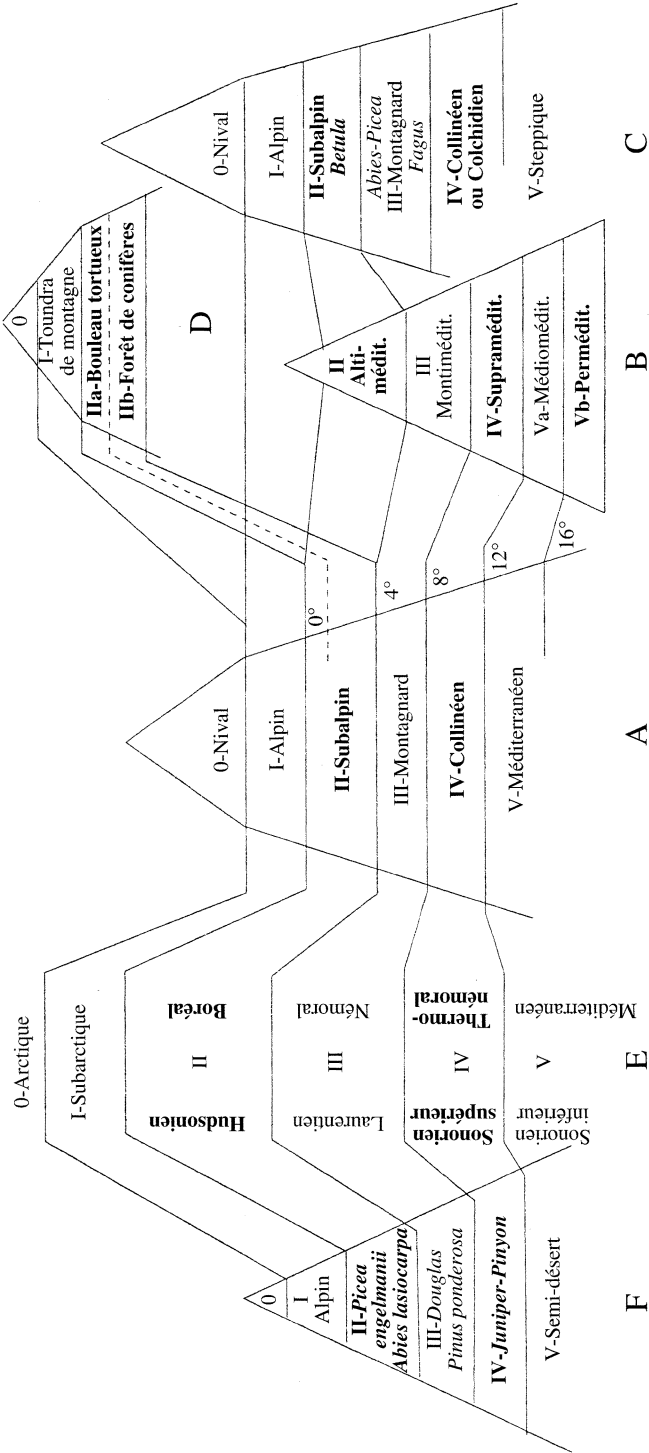 0-Arctique
I-Subarctique
Hudsonien
II
Boréal
Laurentien
III
Némoral
Sonorien
supérieur
IV
Thermo-
némoral
Sonorien
inférieur
V
Méditerranéen
E
0
I
Alpin
II-Picea
engelmanii
Abies lasiocarpa
III-Douglas
Pinus ponderosa
IV-Juniper-Pinyon
V-Semi-désert
F
0-Nival
I-Alpin
II-Subalpin
III-Montagnard
IV-Collinéen
V-Méditerranéen
0°
4°
8°
12°
16°
A
0
I-Toundra
de montagne
IIa-Bouleau tortueux
IIb-Forêt de conifères
D
II
Alti-
médit.
III
Montimédit.
IV-Supramédit.
Va-Médiomédit.
Vb-Permédit.
B
0-Nival
I-Alpin
II-Subalpin
Betula
Abies-Picea
III-Montagnard
Fagus
IV-Collinéen
ou Colchidien
V-Steppique
C